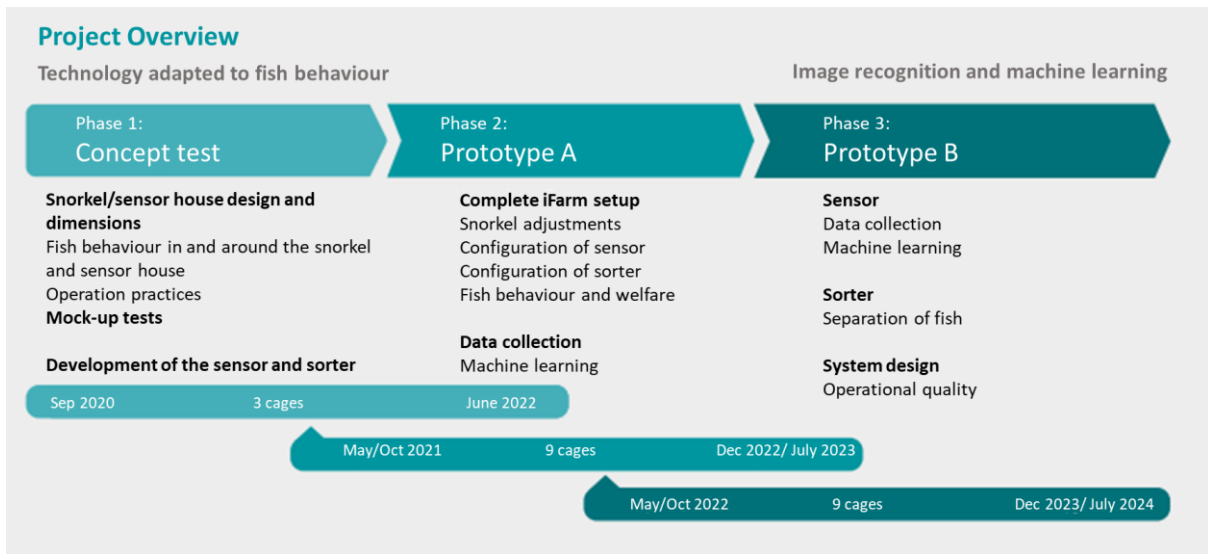 Project Overview
Technology adapted to fish behaviour
Image recognition and machine learning
Phase 1:
Concept test
Phase 2:
Prototype A
Phase 3:
Prototype B
Snorkel/sensor house design and
dimensions
Fish behaviour in and around the snorkel
and sensor house
Operation practices
Mock-up tests
Development of the sensor and sorter
Complete iFarm setup
Snorkel adjustments
Configuration of sensor
Configuration of sorter
Fish behaviour and welfare
Data collection
Machine learning
Sensor
Data collection
Machine learning
Sorter
Separation of fish
System design
Operational quality
Sep 2020 3 cages June 2022
May/Oct 2021 9 cages Dec 2022/ July 2023
May/Oct 2022 9 cages Dec 2023/ July 2024